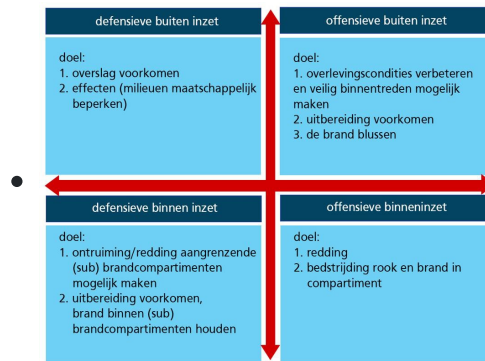 defensieve buiten inzet
doel:
1. overslag voorkomen
2. effecten (milieuen maatschappelijk
beperken)
offensieve buiten inzet
doel:
1. overlevingscondities verbeteren
en veilig binnentreden mogelijk
maken
2. uitbereiding voorkomen
3. de brand blussen
defensieve binnen inzet
doel:
1. ontruiming/redding aangrenzende
(sub) brandcompartimenten
mogelijk maken
2. uitbereiding voorkomen,
brand binnen (sub)
brandcompartimenten houden
offensieve binneninzet
doel:
1. redding
2. bedstrijding rook en brand in
compartiment